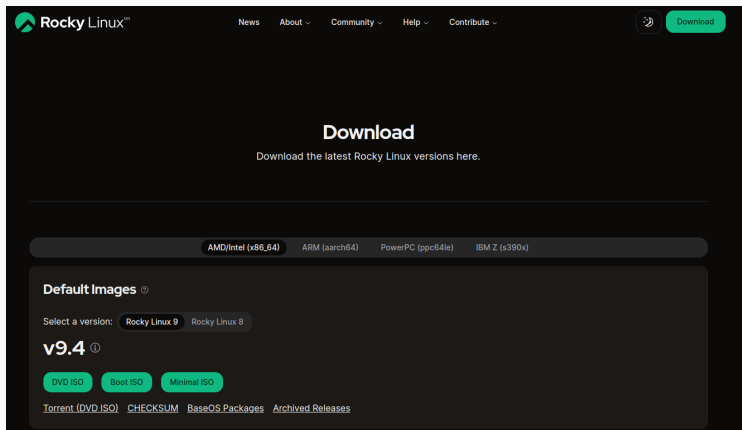 Rocky Linux™
News About Community Help Contribute Download
Download
Download the latest Rocky Linux versions here.
AMD/Intel (x86_64) ARM (aarch64) PowerPC (ppc64le) IBM Z (s390x)
Default Images
Select a version: Rocky Linux 9 Rocky Linux 8
v9.4
DVD ISO Boot ISO Minimal ISO
Torrent (DVD ISO) CHECKSUM BaseOS Packages Archived Releases